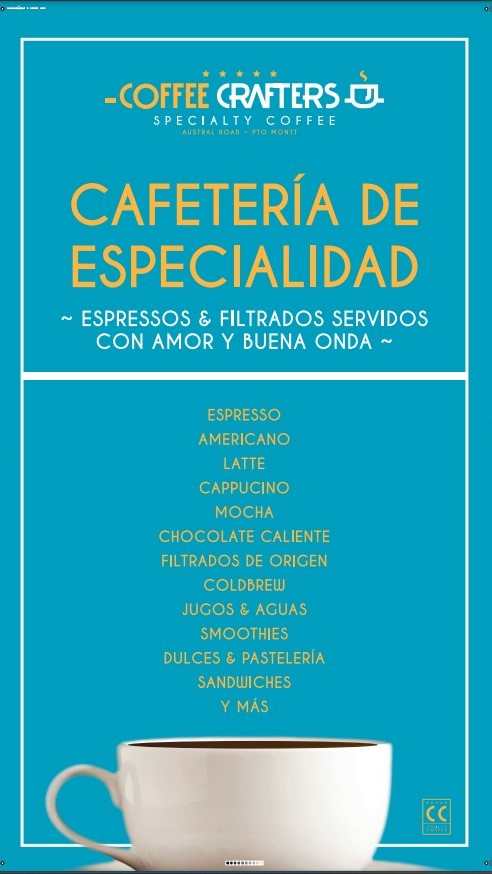 COFFEE CRAFTERS
SPECIALTY COFFEE
AUSTRAL ROAD - PTO MONTT
CAFETERÍA DE
ESPECIALIDAD
~ ESPRESSOS & FILTRADOS SERVIDOS
CON AMOR Y BUENA ONDA ~
ESPRESSO
AMERICANO
LATTE
CAPPUCINO
MOCHA
CHOCOLATE CALIENTE
FILTRADOS DE ORIGEN
COLDBREW
JUGOS & AGUAS
SMOOTHIES
DULCES & PASTELERÍA
SANDWICHES
Y MÁS
CC